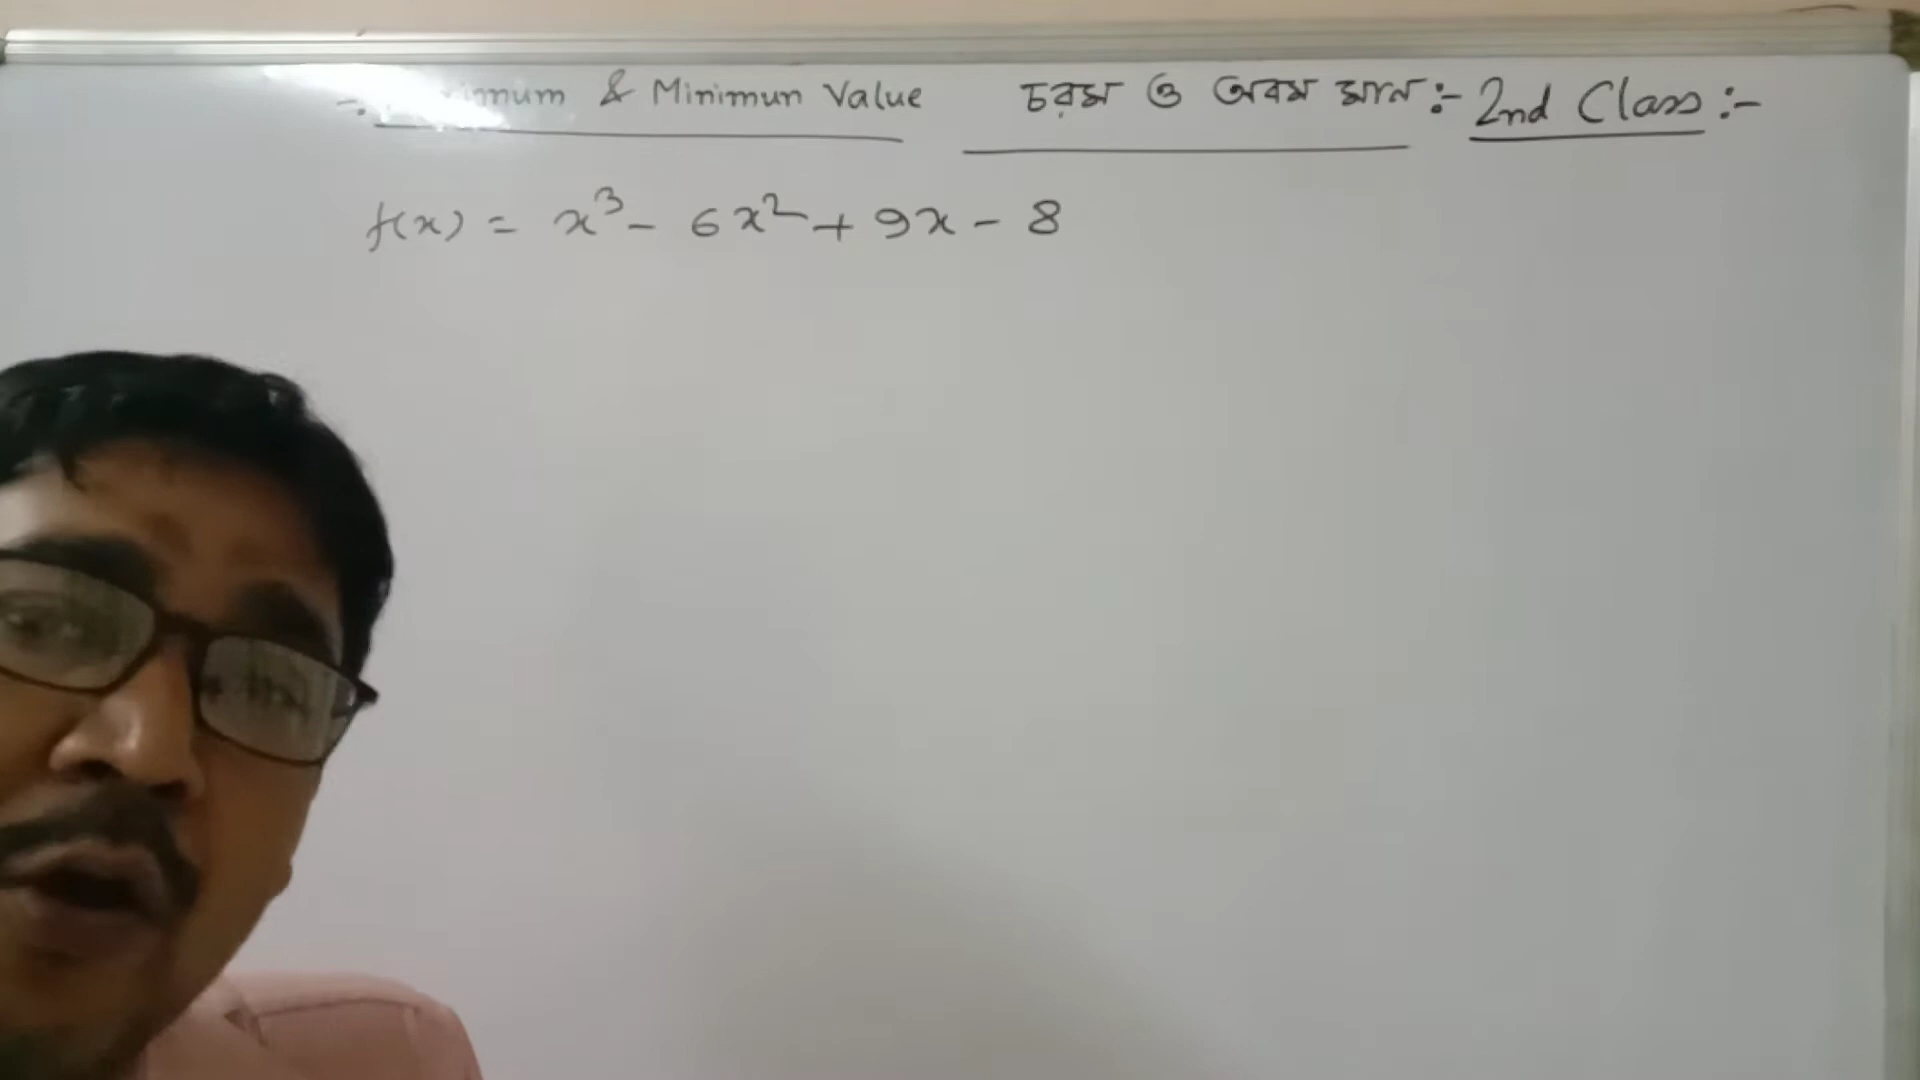 & Minimun Value চরম ও অবম মান:- 2nd Class :-
f(x) = x³ - 6x² + 9x - 8